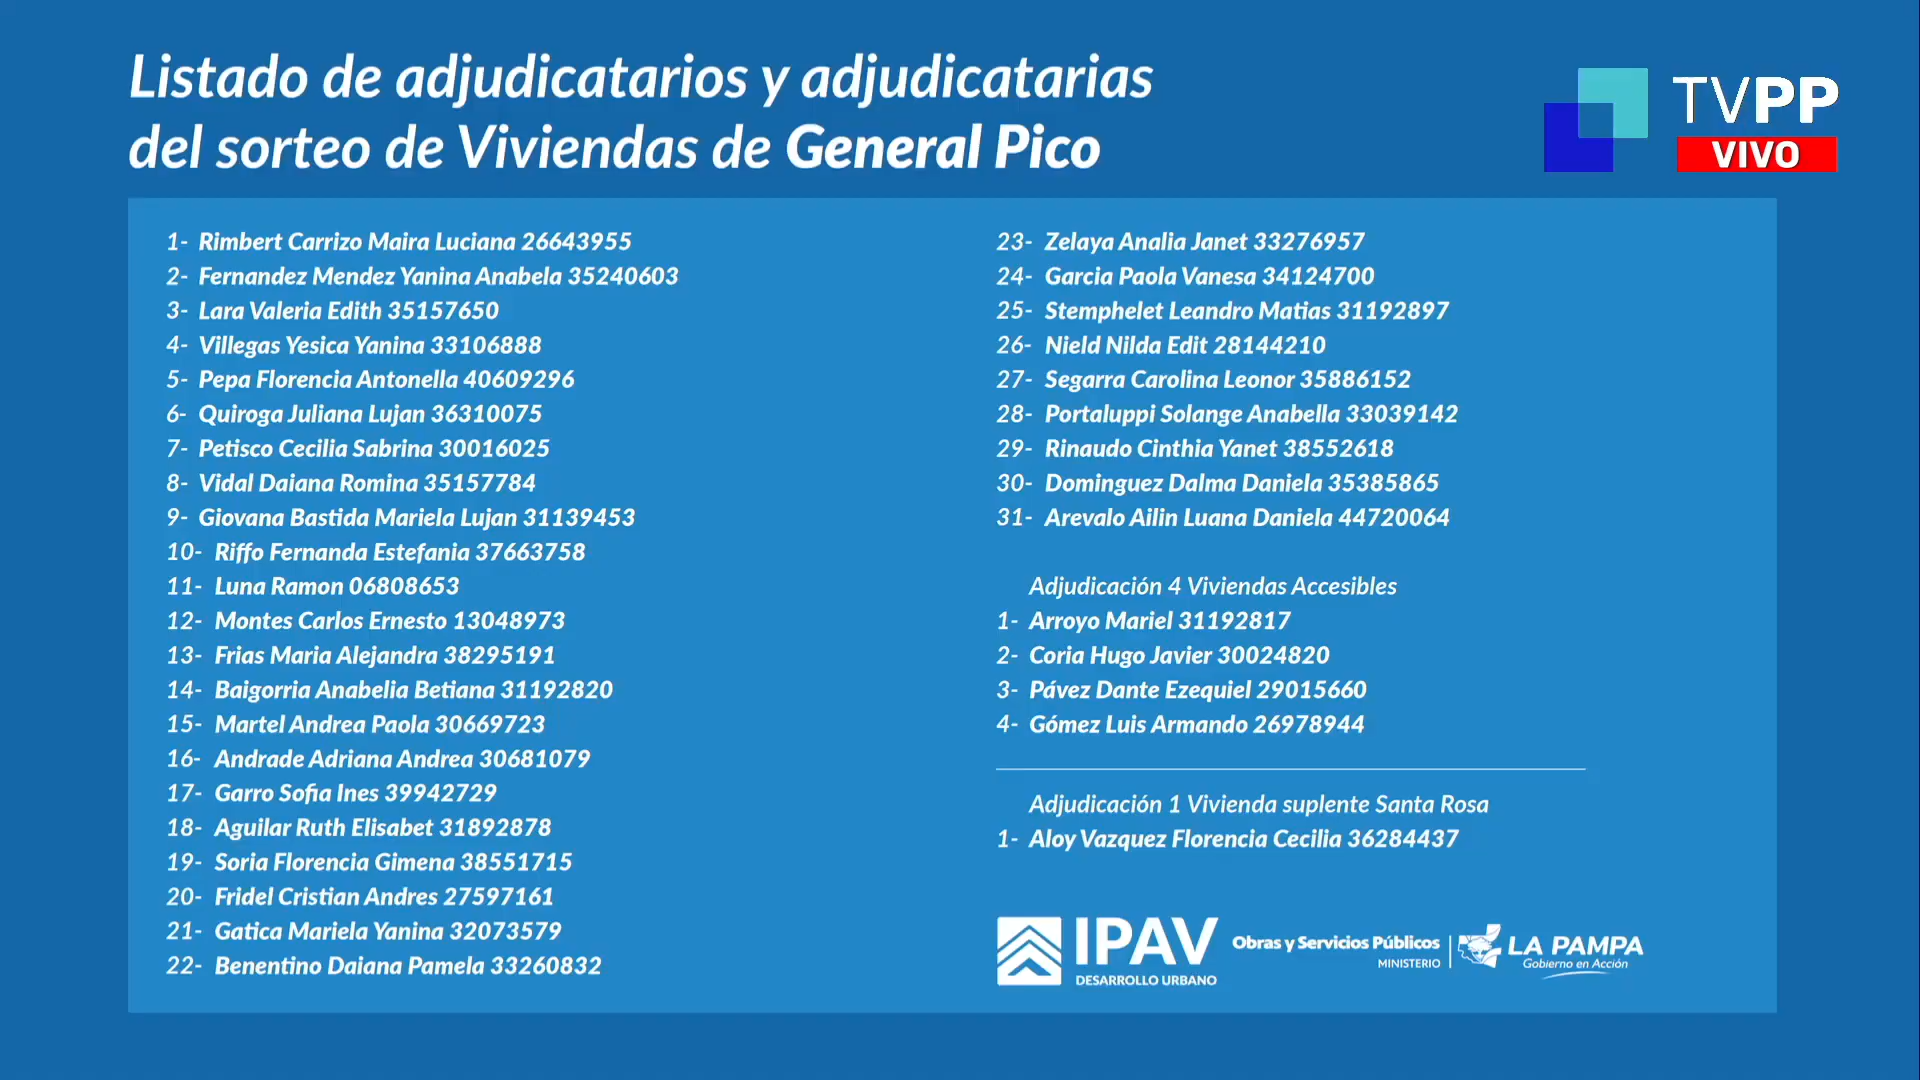 Listado de adjudicatarios y adjudicatarias
del sorteo de Viviendas de General Pico
TVPP
VIVO
1- Rimbert Carrizo Maira Luciana 26643955
2- Fernandez Mendez Yanina Anabela 35240603
3- Lara Valeria Edith 35157650
4- Villegas Yesica Yanina 33106888
5- Pepa Florencia Antonella 40609296
6- Quiroga Juliana Lujan 36310075
7- Petisco Cecilia Sabrina 30016025
8- Vidal Daiana Romina 35157784
9- Giovana Bastida Mariela Lujan 31139453
10- Riffo Fernanda Estefania 37663758
11- Luna Ramon 06808653
12- Montes Carlos Ernesto 13048973
13- Frias Maria Alejandra 38295191
14- Baigorria Anabelia Betiana 31192820
15- Martel Andrea Paola 30669723
16- Andrade Adriana Andrea 30681079
17- Garro Sofia Ines 39942729
18- Aguilar Ruth Elisabet 31892878
19- Soria Florencia Gimena 38551715
20- Fridel Cristian Andres 27597161
21- Gatica Mariela Yanina 32073579
22- Benentino Daiana Pamela 33260832
23- Zelaya Analia Janet 33276957
24- Garcia Paola Vanesa 34124700
25- Stemphelet Leandro Matias 31192897
26- Nield Nilda Edit 28144210
27- Segarra Carolina Leonor 35886152
28- Portaluppi Solange Anabella 33039142
29- Rinaudo Cinthia Yanet 38552618
30- Dominguez Dalma Daniela 35385865
31- Arevalo Ailin Luana Daniela 44720064
Adjudicación 4 Viviendas Accesibles
1- Arroyo Mariel 31192817
2- Coria Hugo Javier 30024820
3- Pávez Dante Ezequiel 29015660
4- Gómez Luis Armando 26978944
Adjudicación 1 Vivienda suplente Santa Rosa
1- Aloy Vazquez Florencia Cecilia 36284437
IPAV
DESARROLLO URBANO
Obras y Servicios Públicos
MINISTERIO
LA PAMPA
Gobierno en Acción